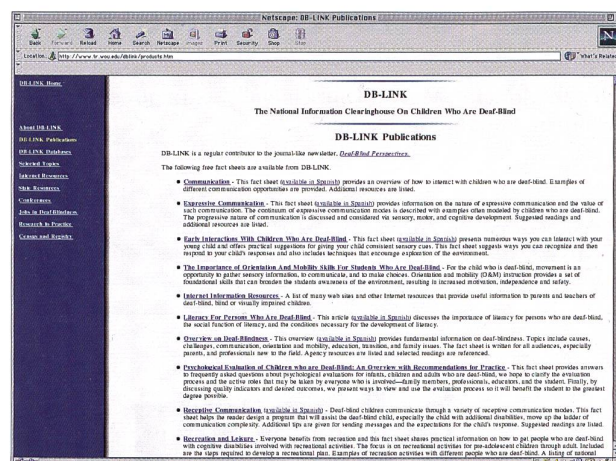 Netscape: DB-LINK Publications
Back Forward Reload Home Search Netscape Images Print Security Shop Stop
Location: http://www.tr.wou.edu/dblink/products.htm What's Related
DB-LINK Home
About DB-LINK
DB-LINK Publications
DB-LINK Databases
Selected Topics
Internet Resources
State Resources
Conferences
Jobs in Deaf-Blindness
Research to Practice
Census and Registry
DB-LINK
The National Information Clearinghouse On Children Who Are Deaf-Blind
DB-LINK Publications
DB-LINK is a regular contributor to the journal-like newsletter, Deaf-Blind Perspectives.
The following free fact sheets are available from DB-LINK.
• Communication - This fact sheet (available in Spanish) provides an overview of how to interact with children who are deaf-blind. Examples of
different communication opportunities are provided. Additional resources are listed.
• Expressive Communication - This fact sheet (available in Spanish) provides information on the nature of expressive communication and the value of
such communication. The continuum of expressive communication modes is described with examples often modeled by children who are deaf-blind.
The progressive nature of communication is discussed and considered via sensory, motor, and cognitive development. Suggested readings and
additional resources are listed.
• Early Interactions With Children Who Are Deaf-Blind - This fact sheet (available in Spanish) presents numerous ways you can interact with your
young child and offers practical suggestions for giving your child consistent sensory cues. This fact sheet suggests ways you can recognize and then
respond to your child's responses and also includes techniques that encourage exploration of the environment.
• The Importance of Orientation And Mobility Skills For Students Who Are Deaf-Blind - For the child who is deaf-blind, movement is an
opportunity to gather sensory information, to communicate, and to make choices. Orientation and mobility (O&M) instruction provides a set of
foundational skills that can broaden the students awareness of the environment, resulting in increased motivation, independence and safety.
• Internet Information Resources - A list of many web sites and other Internet resources that provide useful information to parents and teachers of
deaf-blind, blind or visually impaired children.
• Literacy For Persons Who Are Deaf-Blind - This article (available in Spanish) discusses the importance of literacy for persons who are deaf-blind,
the social function of literacy, and the conditions necessary for the development of literacy.
• Overview on Deaf-Blindness - This overview (available in Spanish) provides fundamental information on deaf-blindness. Topics include causes,
challenges, communication, orientation and mobility, education, transition, and family issues. The fact sheet is written for all audiences, especially
parents, and professionals new to the field. Agency resources are listed and selected readings are referenced.
• Psychological Evaluation of Children who are Deaf-Blind: An Overview with Recommendations for Practice - This fact sheet provides answers
to frequently asked questions about psychological evaluations for infants, children and adults who are deaf-blind, we hope to clarify the evaluation
process and the active roles that may be taken by everyone who is involved—family members, professionals, educators, and the student. Finally, by
discussing quality indicators and desired outcomes, we present ways to view and use the evaluation process so it will benefit the student to the greatest
degree possible.
• Receptive Communication (available in Spanish) - Deaf-blind children communicate through a variety of receptive communication modes. This fact
sheet helps the reader design a program that will assist the deaf-blind child, especially the child with additional disabilities, move up the ladder of
communication complexity. Additional tips are given for sending messages and the expectations for the child's response. Suggested readings are listed.
• Recreation and Leisure - Everyone benefits from recreation and this fact sheet shares practical information on how to get people who are deaf-blind
with cognitive disabilities involved with recreational activities. The focus is on recreational activities for pre-adolescent children through adult. Included
are the steps required to develop a recreational plan. Examples of recreation activities with different people who are deaf-blind. A listing of national